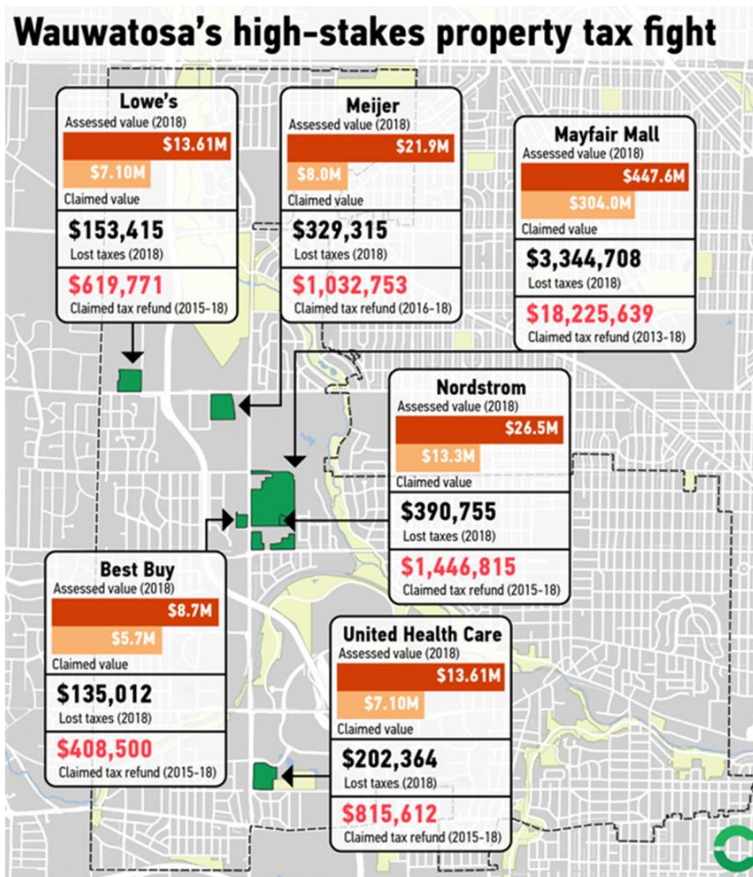 Wauwatosa's high-stakes property tax fight
Lowe's
Assessed value (2018)
$13.61M
$7.10M
Claimed value
$153,415
Lost taxes (2018)
$619,771
Claimed tax refund (2015-18)
Meijer
Assessed value (2018)
$21.9M
$8.0M
Claimed value
$329,315
Lost taxes (2018)
$1,032,753
Claimed tax refund (2016-18)
Mayfair Mall
Assessed value (2018)
$447.6M
$304.0M
Claimed value
$3,344,708
Lost taxes (2018)
$18,225,639
Claimed tax refund (2013-18)
Nordstrom
Assessed value (2018)
$26.5M
$13.3M
Claimed value
$390,755
Lost taxes (2018)
$1,446,815
Claimed tax refund (2015-18)
Best Buy
Assessed value (2018)
$8.7M
$5.7M
Claimed value
$135,012
Lost taxes (2018)
$408,500
Claimed tax refund (2015-18)
United Health Care
Assessed value (2018)
$13.61M
$7.10M
Claimed value
$202,364
Lost taxes (2018)
$815,612
Claimed tax refund (2015-18)